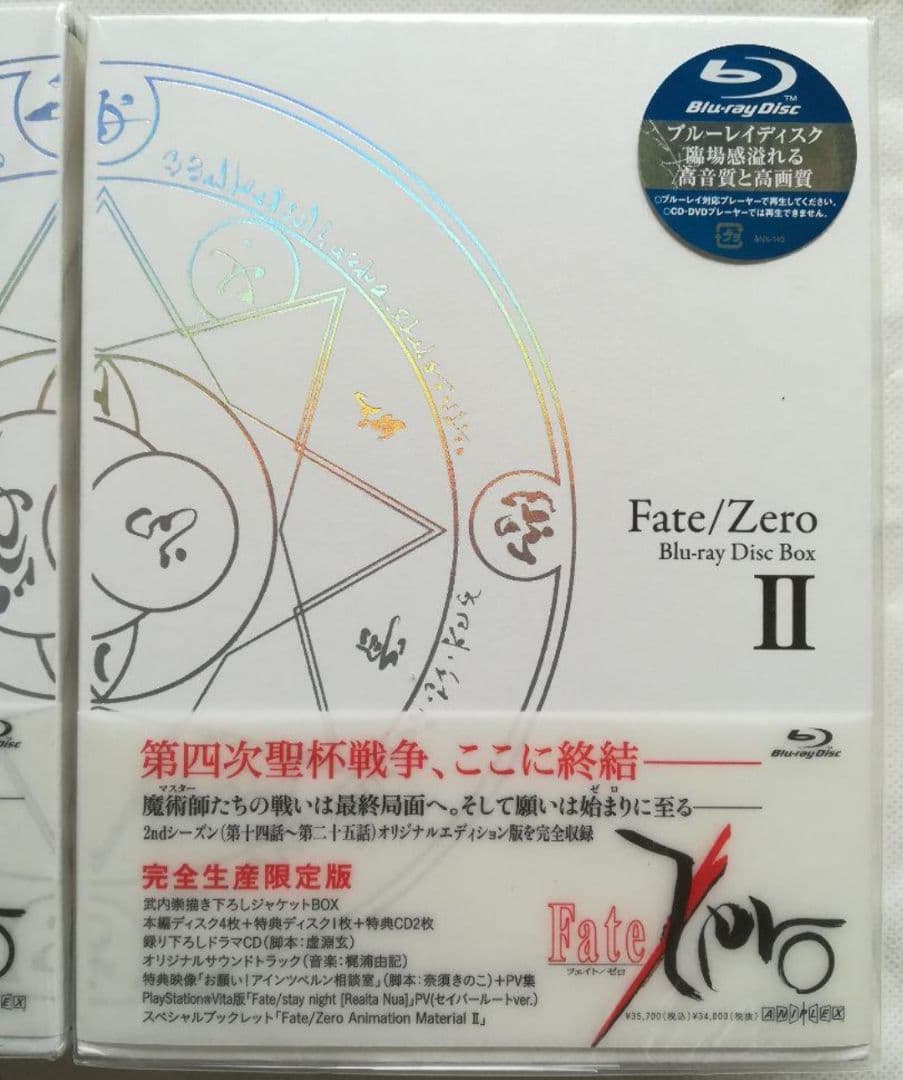 Blu-ray Disc™
ブルーレイディスク
臨場感溢れる
高音質と高画質
○ブルーレイ対応プレーヤーで再生してください。
○CD・DVDプレーヤーでは再生できません。
プラ
Fate/Zero
Blu-ray Disc Box
II
Blu-ray Disc
第四次聖杯戦争、ここに終結――
マスター ゼロ
魔術師たちの戦いは最終局面へ。そして願いは始まりに至る――
2ndシーズン(第十四話~第二十五話)オリジナルエディション版を完全収録
完全生産限定版
武内崇描き下ろしジャケットBOX
本編ディスク4枚+特典ディスク1枚+特典CD2枚
録り下ろしドラマCD(脚本:虚淵玄)
オリジナルサウンドトラック(音楽:梶浦由記)
特典映像「お願い!アインツベルン相談室」(脚本:奈須きのこ)+PV集
PlayStation®Vita版「Fate/stay night [Realta Nua]」PV(セイバールートver.)
スペシャルブックレット「Fate/Zero Animation Material II」
Fate/Zero
フェイト/ゼロ
¥35,700(税込)¥34,000(税抜)
ANIPLEX